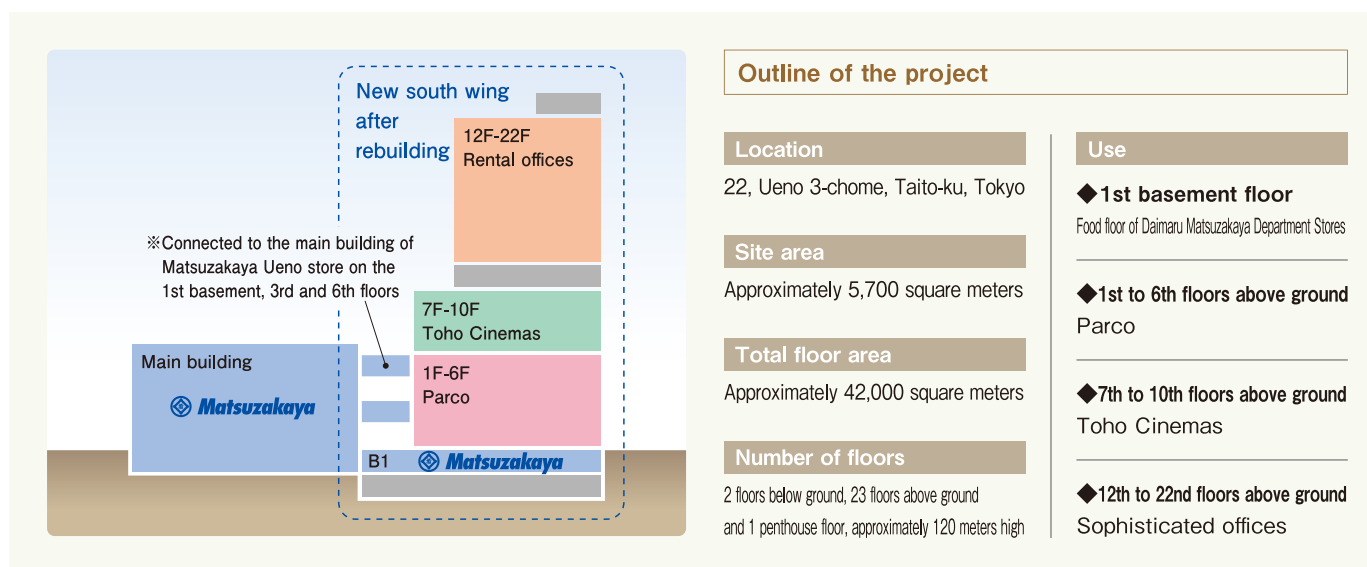 New south wing
after
rebuilding
12F-22F
Rental offices
※Connected to the main building of
Matsuzakaya Ueno store on the
1st basement, 3rd and 6th floors
7F-10F
Toho Cinemas
Main building
Matsuzakaya
1F-6F
Parco
B1
Matsuzakaya
Outline of the project
Location
22, Ueno 3-chome, Taito-ku, Tokyo
Site area
Approximately 5,700 square meters
Total floor area
Approximately 42,000 square meters
Number of floors
2 floors below ground, 23 floors above ground
and 1 penthouse floor, approximately 120 meters high
Use
◆1st basement floor
Food floor of Daimaru Matsuzakaya Department Stores
◆1st to 6th floors above ground
Parco
◆7th to 10th floors above ground
Toho Cinemas
◆12th to 22nd floors above ground
Sophisticated offices